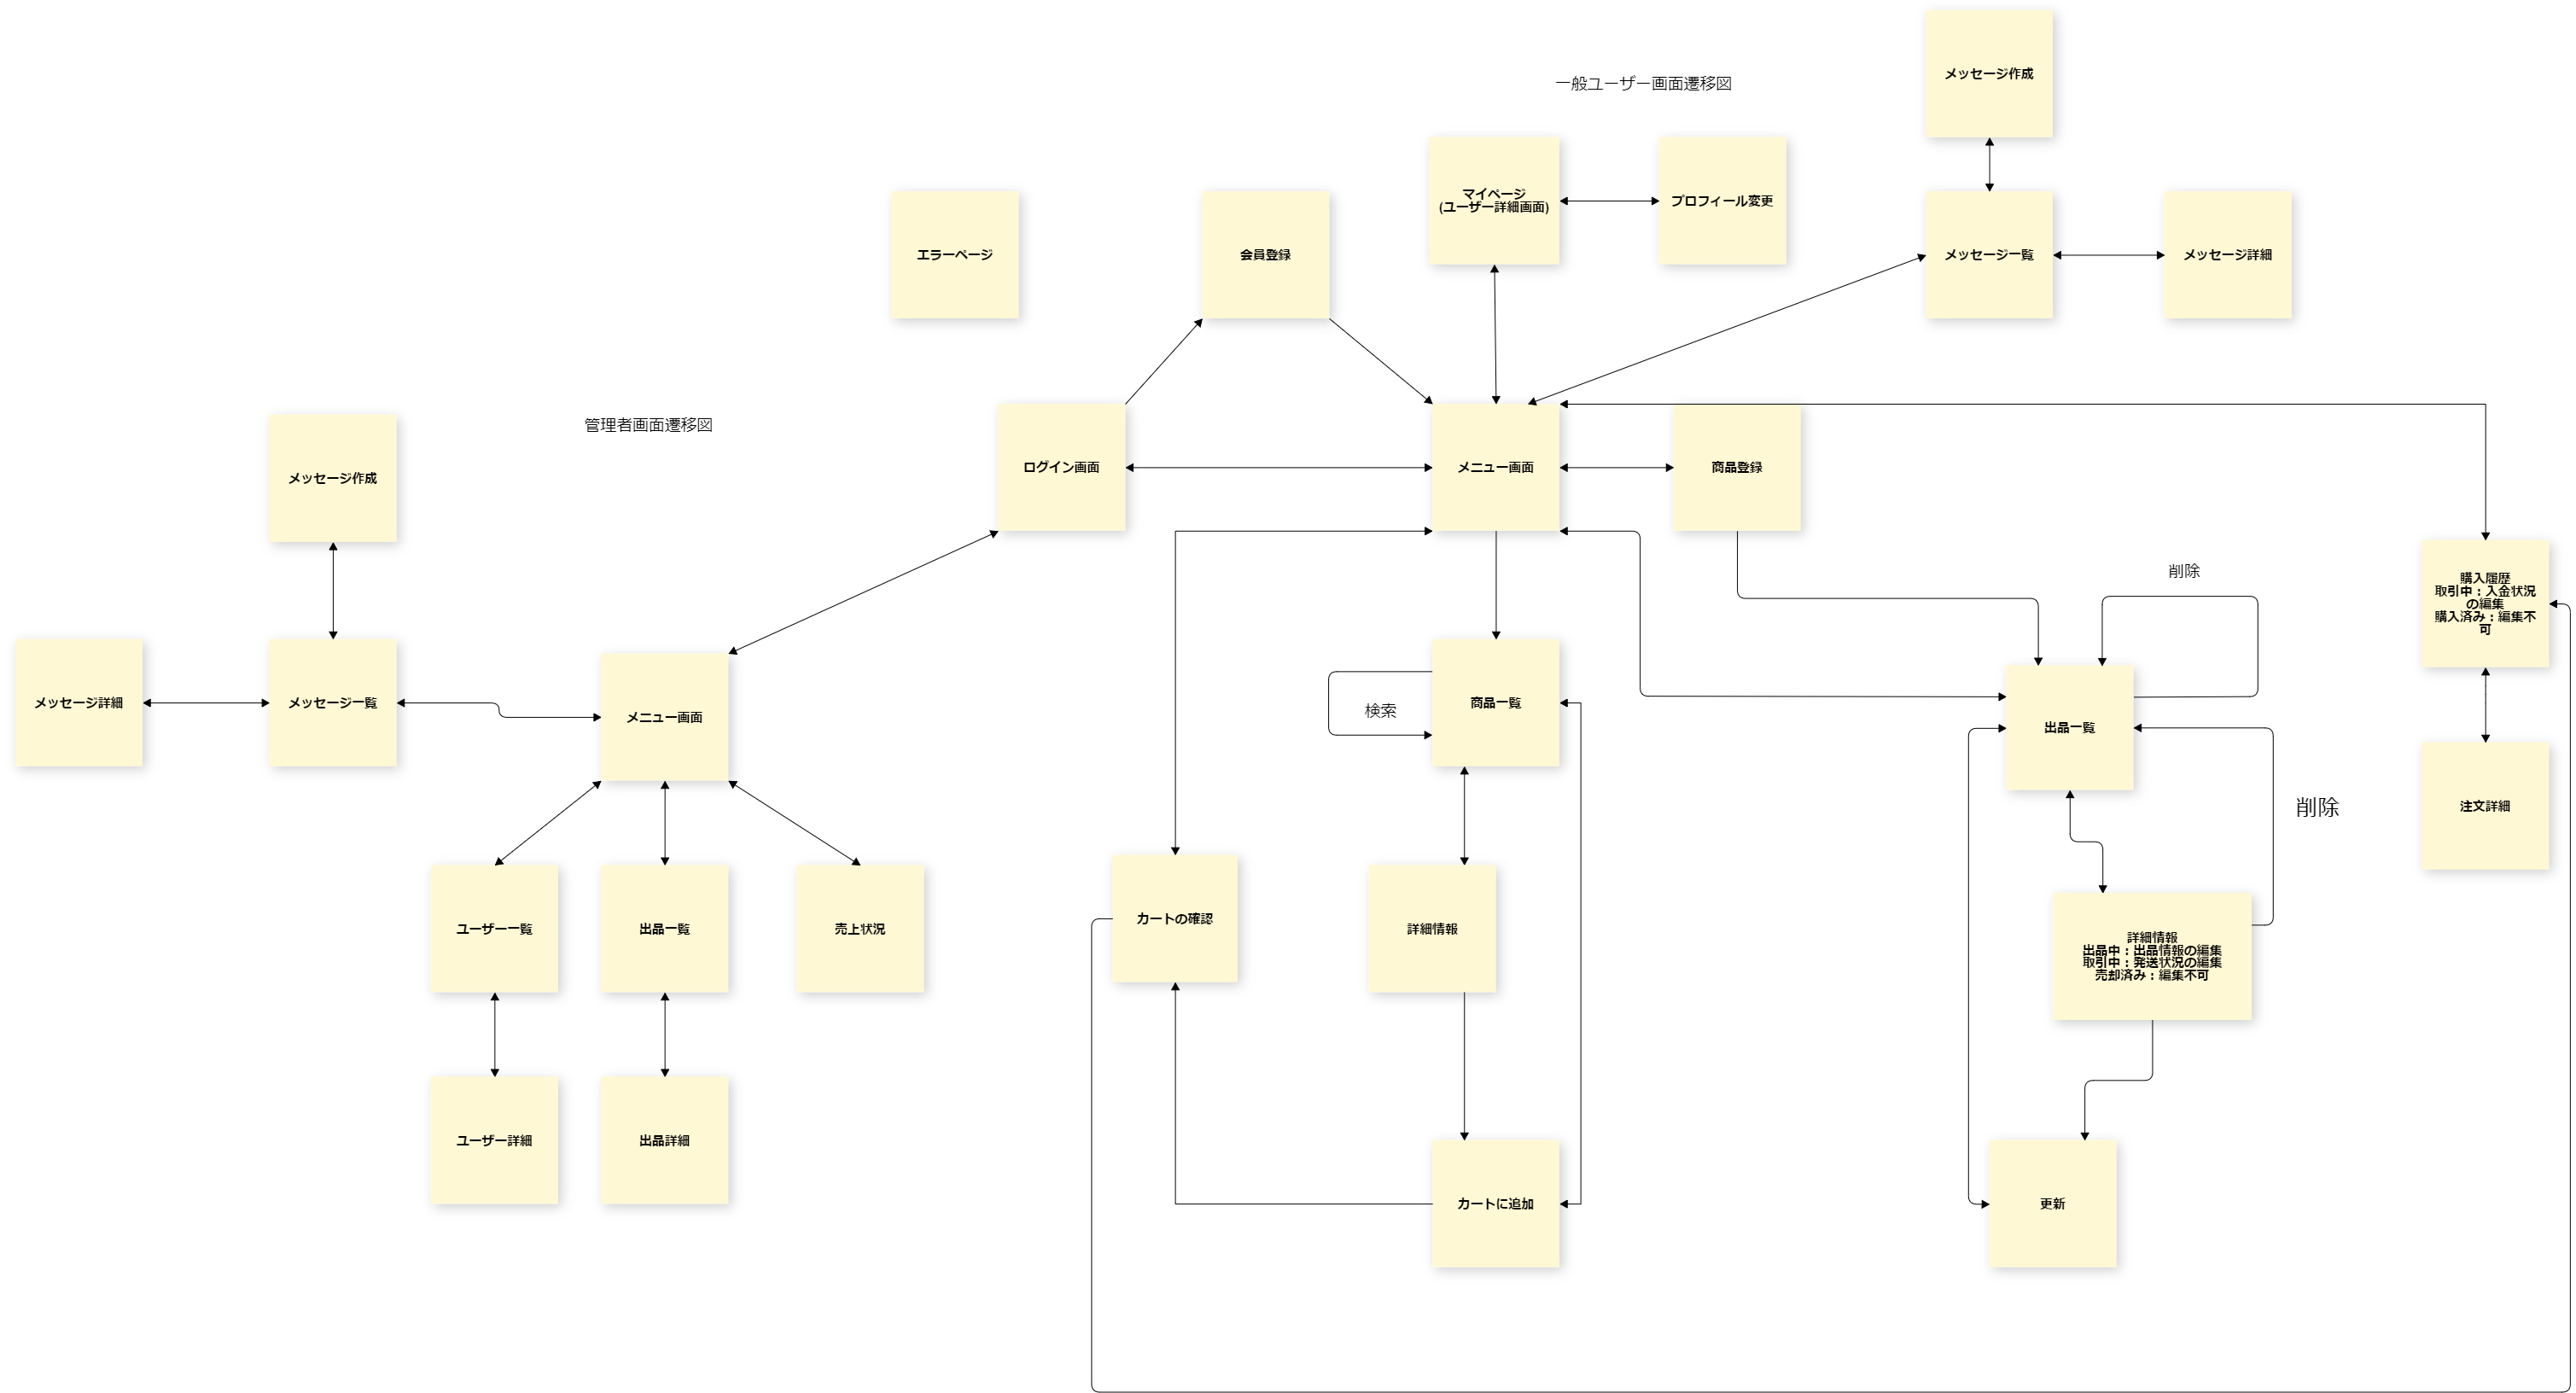 メッセージ作成
一般ユーザー画面遷移図
マイページ
(ユーザー詳細画面)
プロフィール変更
エラーページ
会員登録
メッセージ一覧
メッセージ詳細
管理者画面遷移図
メッセージ作成
ログイン画面
メニュー画面
商品登録
削除
購入履歴
取引中：入金状況
の編集
購入済み：編集不
可
メッセージ詳細
メッセージ一覧
メニュー画面
商品一覧
検索
出品一覧
削除
注文詳細
ユーザー一覧
出品一覧
売上状況
カートの確認
詳細情報
詳細情報
出品中：出品情報の編集
取引中：発送状況の編集
売却済み：編集不可
ユーザー詳細
出品詳細
カートに追加
更新